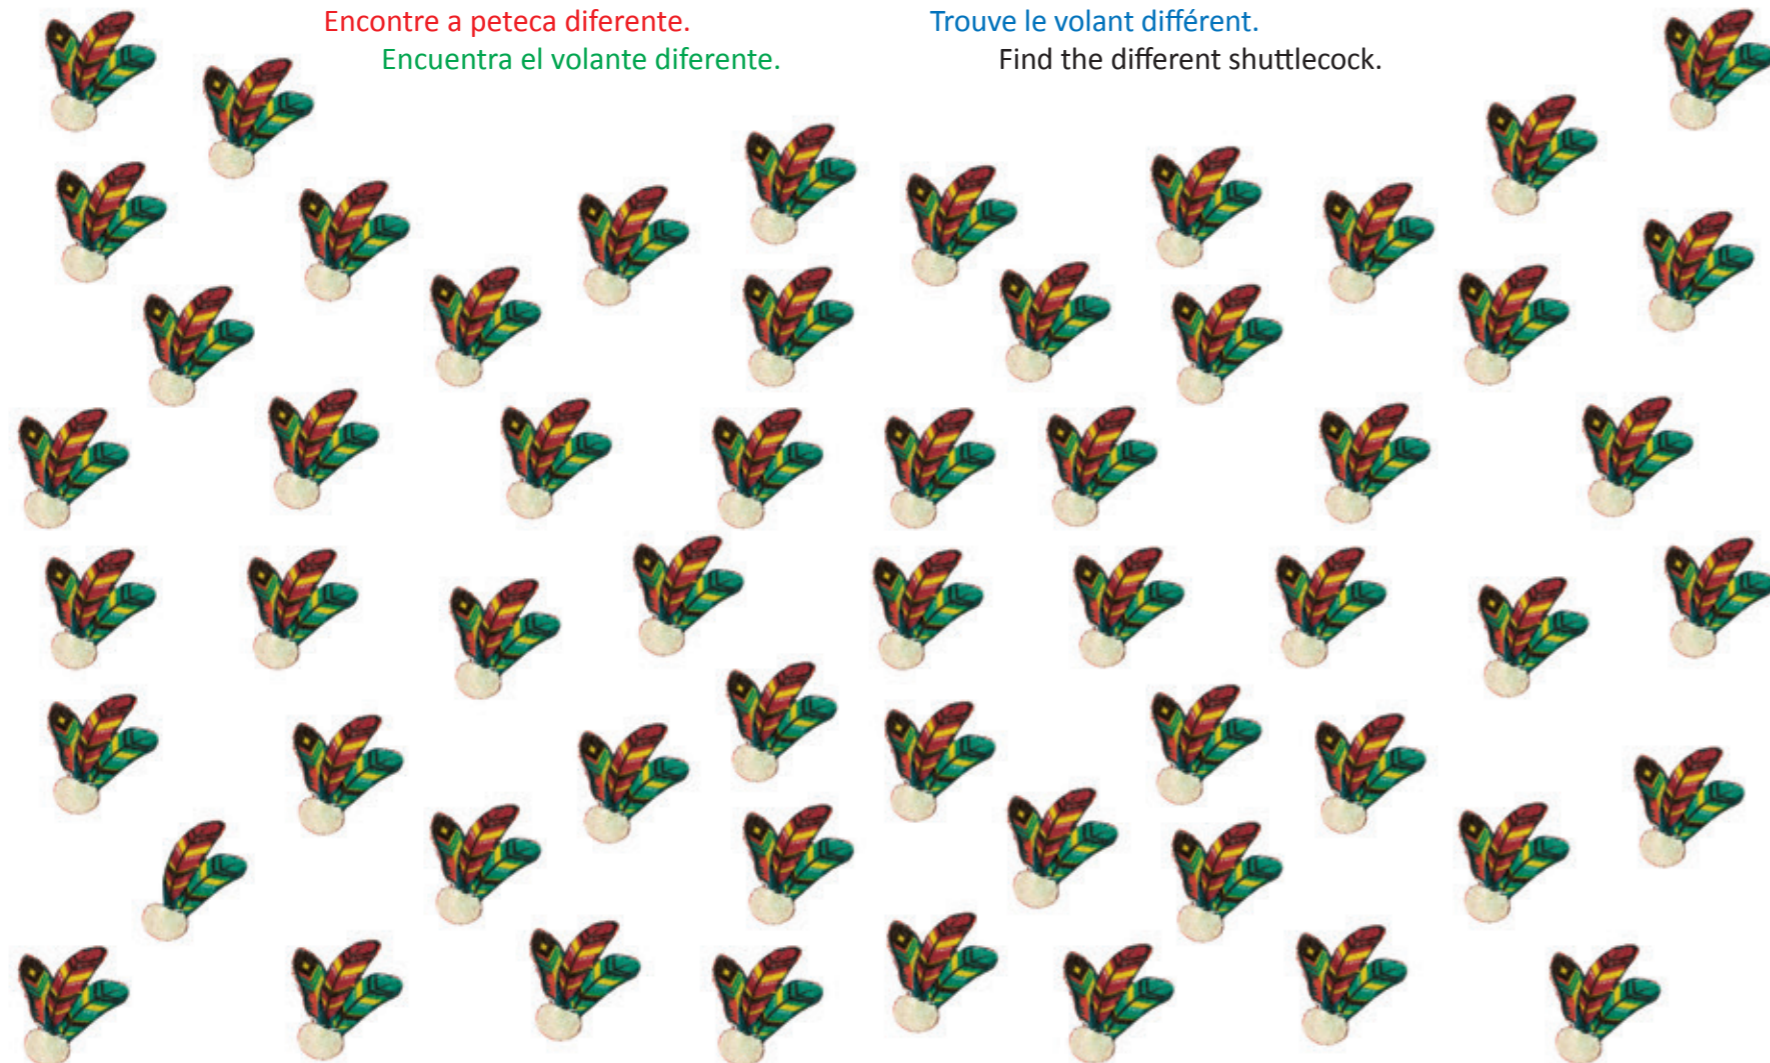 Encontre a peteca diferente.
Encuentra el volante diferente.
Trouve le volant différent.
Find the different shuttlecock.